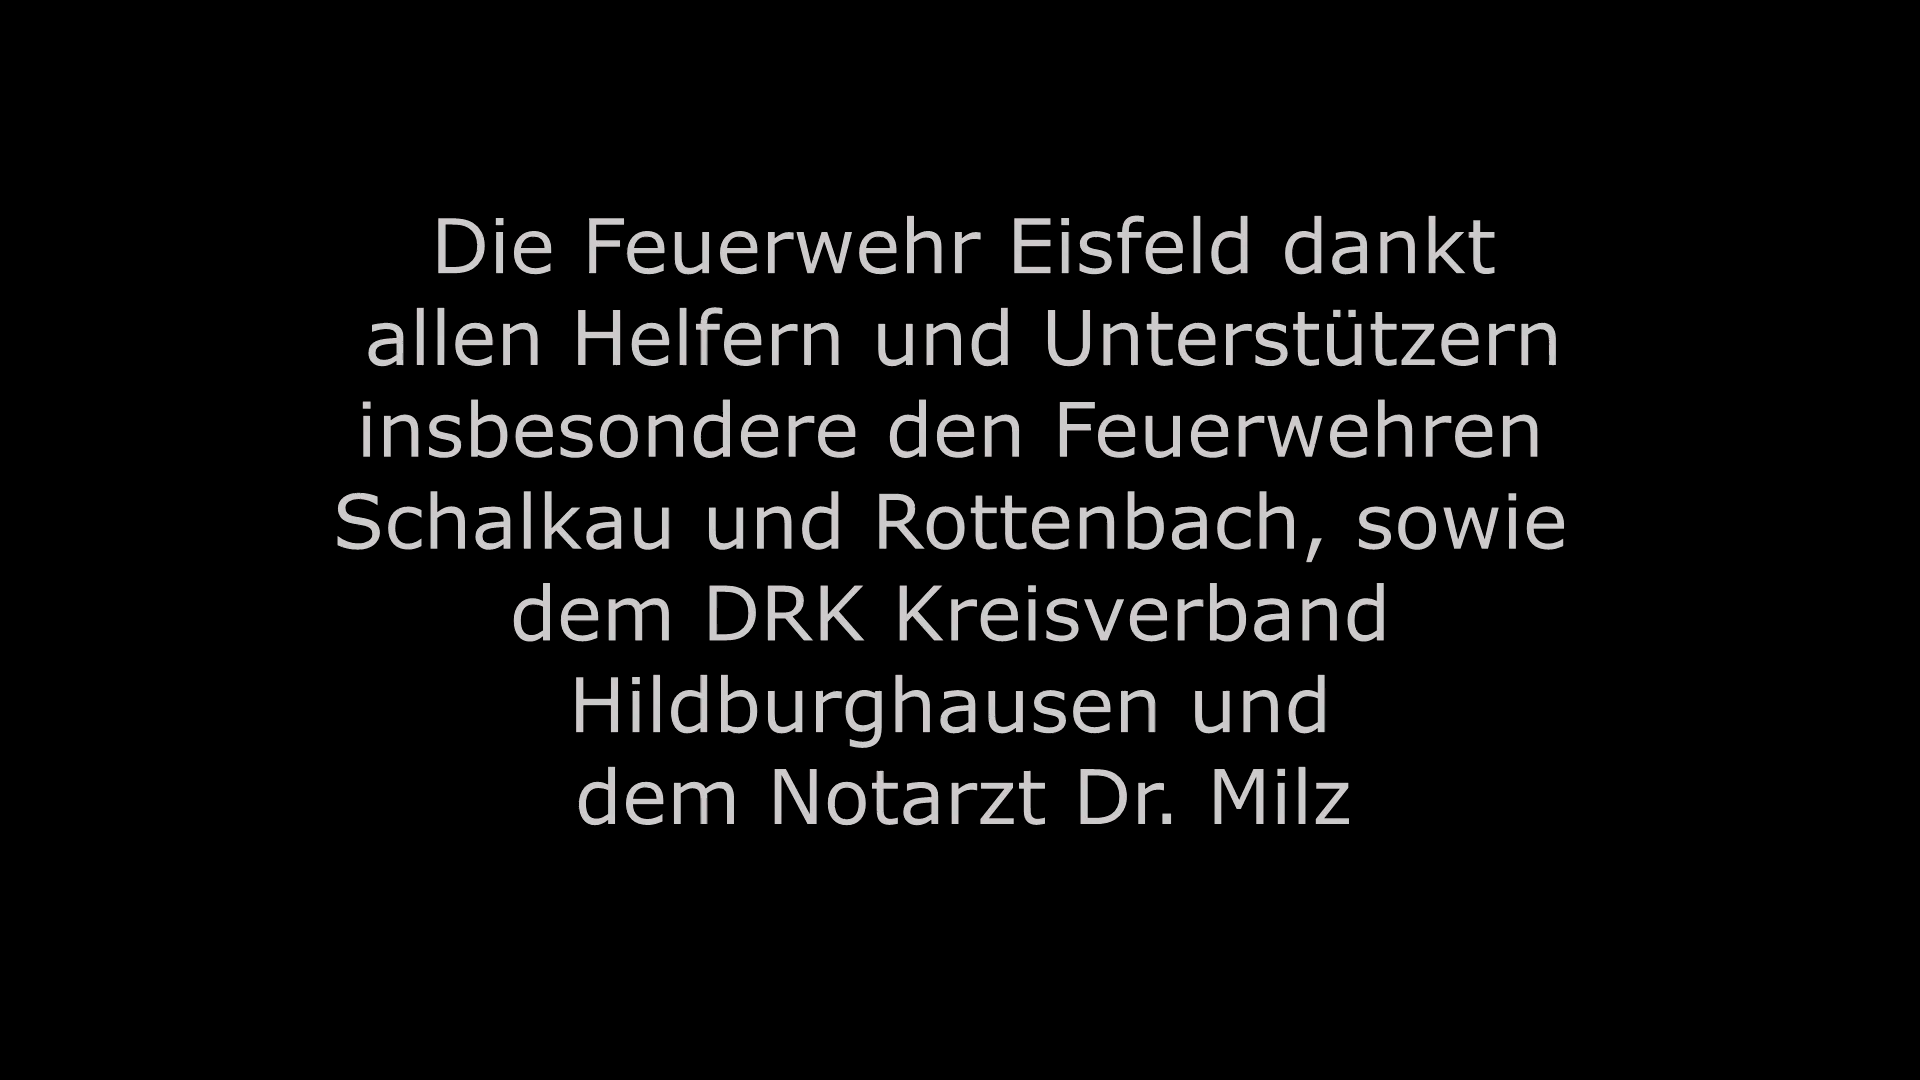 Die Feuerwehr Eisfeld dankt
allen Helfern und Unterstützern
insbesondere den Feuerwehren
Schalkau und Rottenbach, sowie
dem DRK Kreisverband
Hildburghausen und
dem Notarzt Dr. Milz